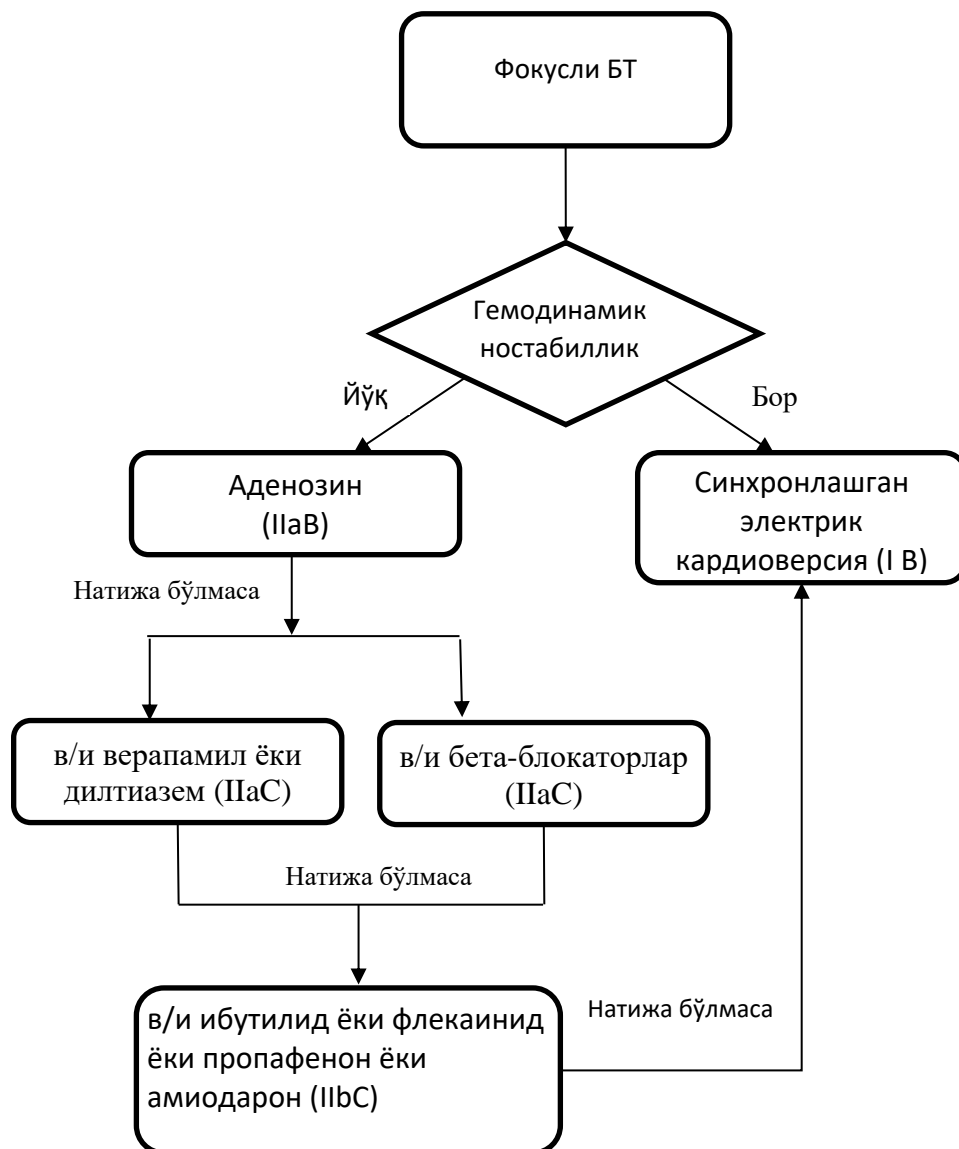 Фокусли БТ
Гемодинамик
ностабиллик
Йўқ
Бор
Аденозин
(IIaB)
Синхронлашган
электрик
кардиоверсия (I B)
Натижа бўлмаса
в/и верапамил ёки
дилтиазем (IIaC)
в/и бета-блокаторлар
(IIaC)
Натижа бўлмаса
в/и ибутилид ёки флекаинид
ёки пропафенон ёки
амиодарон (IIbC)
Натижа бўлмаса